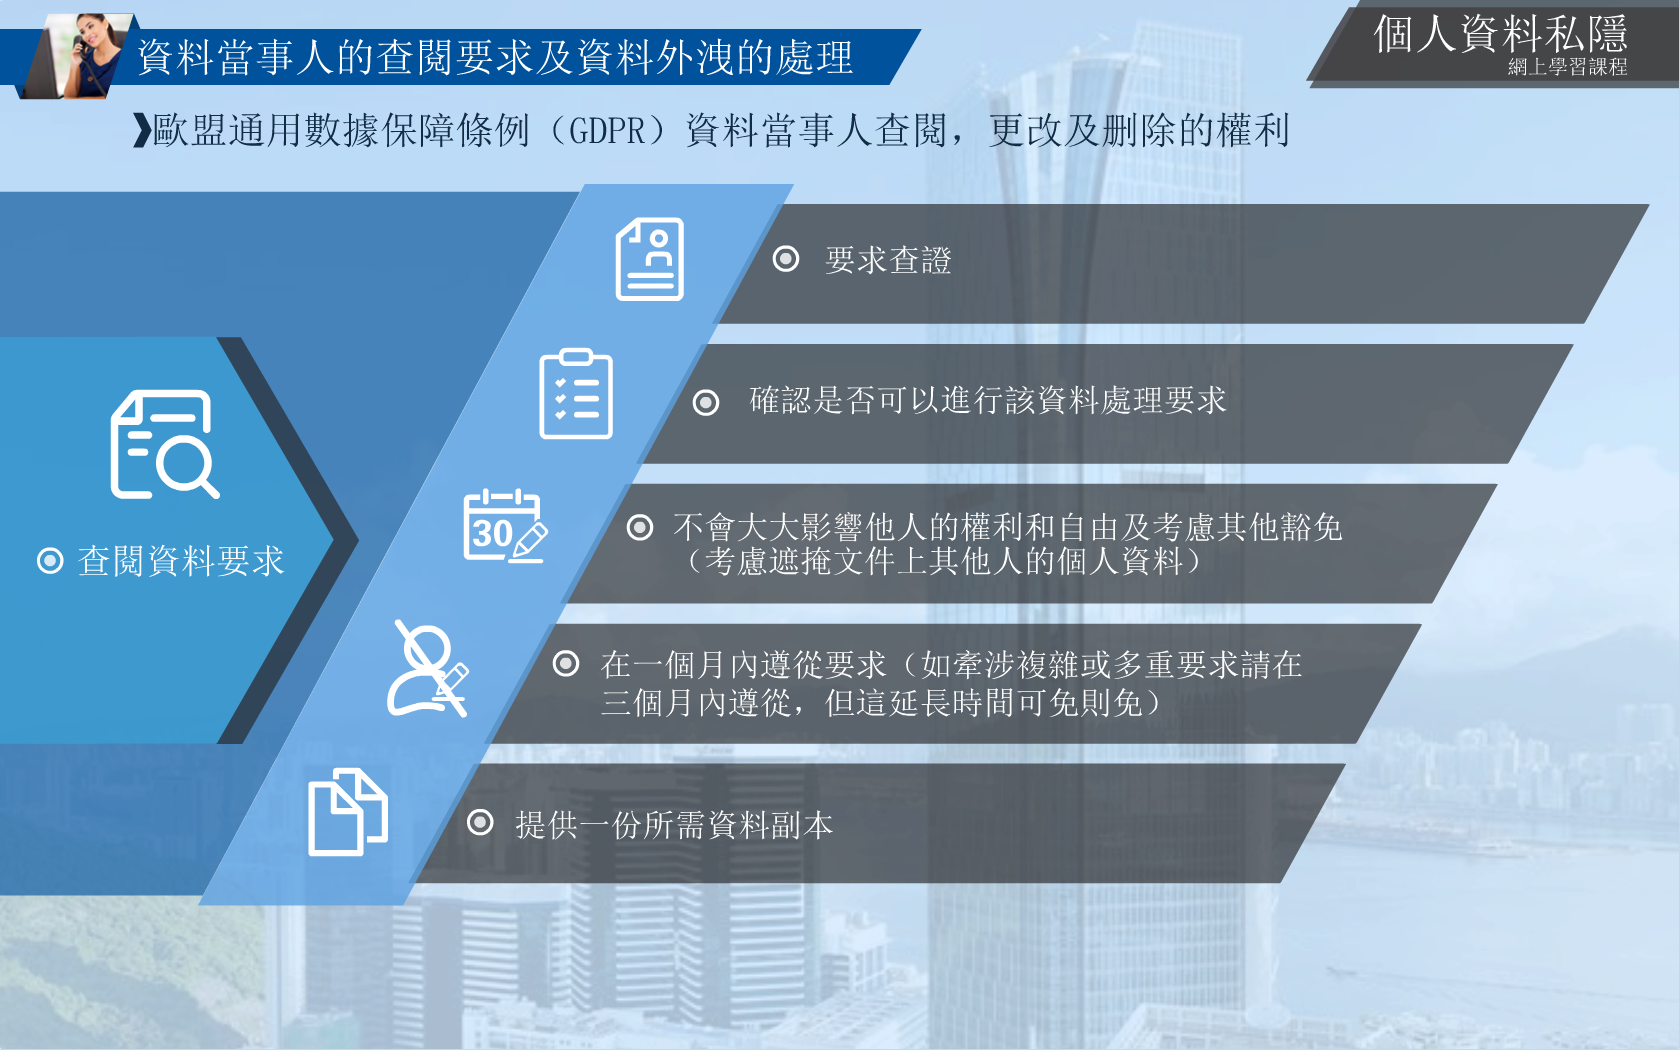 資料當事人的查閱要求及資料外洩的處理
個人資料私隱
網上學習課程
歐盟通用數據保障條例（GDPR）資料當事人查閱，更改及删除的權利
要求查證
確認是否可以進行該資料處理要求
30
不會大大影響他人的權利和自由及考慮其他豁免
（考慮遮掩文件上其他人的個人資料）
查閱資料要求
在一個月內遵從要求（如牽涉複雜或多重要求請在
三個月內遵從，但這延長時間可免則免）
提供一份所需資料副本